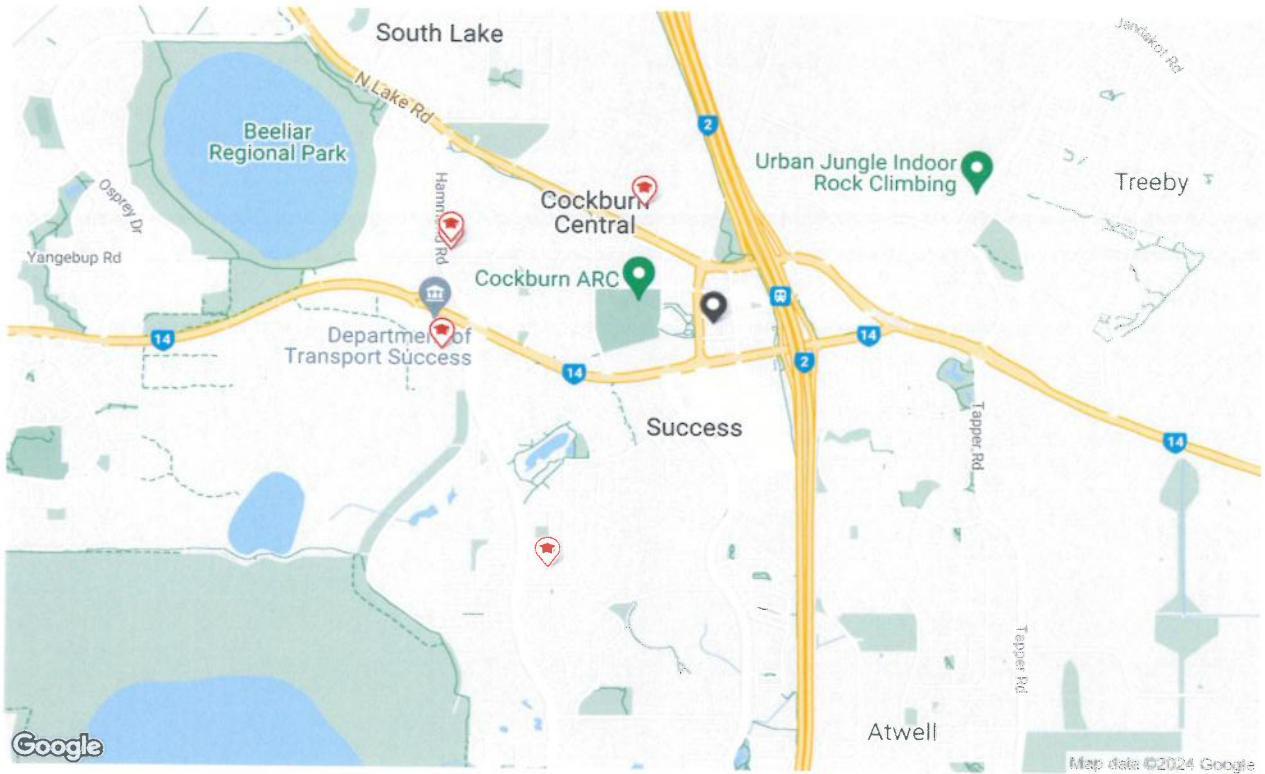 South Lake
Jandakot Rd
N Lake Rd
2
Beeliar
Regional Park
Urban Jungle Indoor
Rock Climbing
Treeby
Osprey Dr
Cockburn
Central
Yangebup Rd
Cockburn ARC
14
Department of
Transport Success
14
2
14
Success
Tapper Rd
14
Tapper Rd
Atwell
Google
Map data ©2024 Google